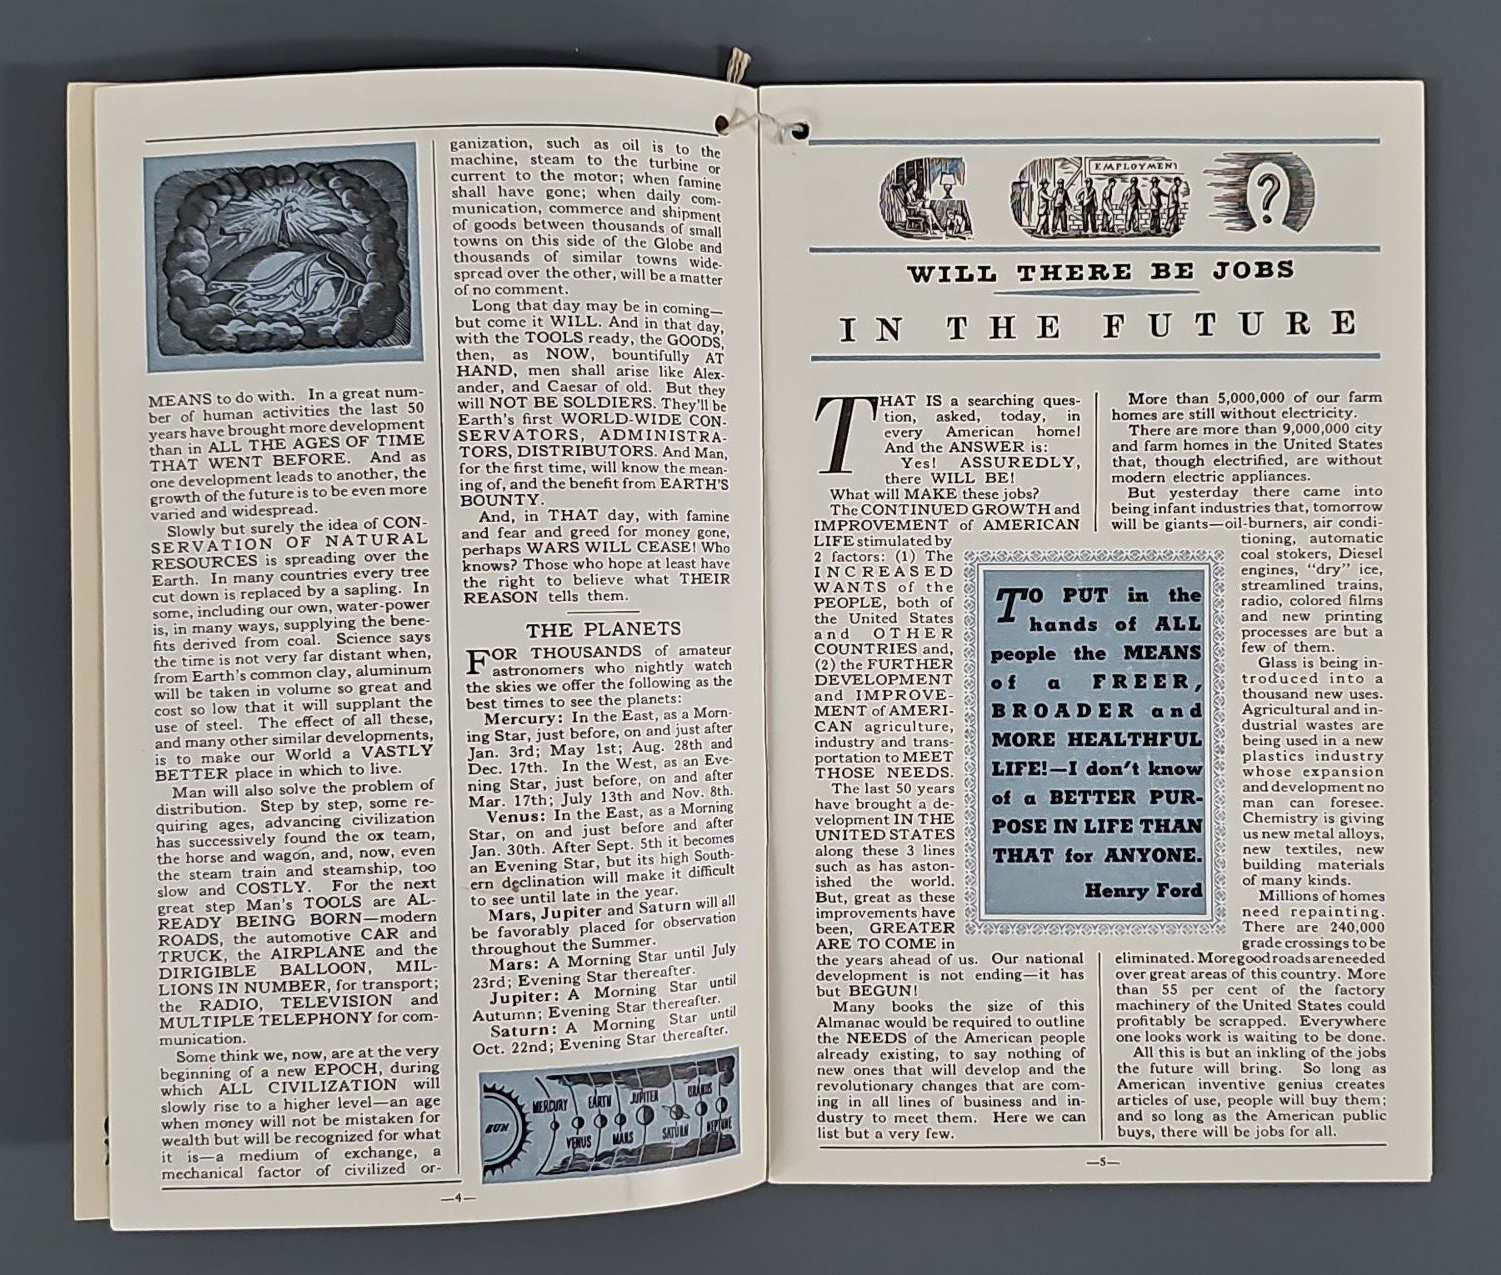 MEANS to do with. In a great num-
ber of human activities the last 50
years have brought more development
than in ALL THE AGES OF TIME
THAT WENT BEFORE. And as
one development leads to another, the
growth of the future is to be even more
varied and widespread.
Slowly but surely the idea of CON-
SERVATION OF NATURAL
RESOURCES is spreading over the
Earth. In many countries every tree
cut down is replaced by a sapling. In
some, including our own, water-power
is, in many ways, supplying the bene-
fits derived from coal. Science says
the time is not very far distant when,
from Earth's common clay, aluminum
will be taken in volume so great and
cost so low that it will supplant the
use of steel. The effect of all these,
and many other similar developments,
is to make our World a VASTLY
BETTER place in which to live.
Man will also solve the problem of
distribution. Step by step, some re-
quiring ages, advancing civilization
has successively found the ox team,
the horse and wagon, and, now, even
the steam train and steamship, too
slow and COSTLY. For the next
great step Man's TOOLS are AL-
READY BEING BORN—modern
ROADS, the automotive CAR and
TRUCK, the AIRPLANE and the
DIRIGIBLE BALLOON, MIL-
LIONS IN NUMBER, for transport;
the RADIO, TELEVISION and
MULTIPLE TELEPHONY for com-
munication.
Some think we, now, are at the very
beginning of a new EPOCH, during
which ALL CIVILIZATION will
slowly rise to a higher level—an age
when money will not be mistaken for
wealth but will be recognized for what
it is—a medium of exchange, a
mechanical factor of civilized or-
ganization, such as oil is to the
machine, steam to the turbine or
current to the motor; when famine
shall have gone; when daily com-
munication, commerce and shipment
of goods between thousands of small
towns on this side of the Globe and
thousands of similar towns wide-
spread over the other, will be a matter
of no comment.
Long that day may be in coming—
but come it WILL. And in that day,
with the TOOLS ready, the GOODS,
then, as NOW, bountifully AT
HAND, men shall arise like Alex-
ander, and Caesar of old. But they
will NOT BE SOLDIERS. They'll be
Earth's first WORLD-WIDE CON-
SERVATORS, ADMINISTRA-
TORS, DISTRIBUTORS. And Man,
for the first time, will know the mean-
ing of, and the benefit from EARTH'S
BOUNTY.
And, in THAT day, with famine
and fear and greed for money gone,
perhaps WARS WILL CEASE! Who
knows? Those who hope at least have
the right to believe what THEIR
REASON tells them.
THE PLANETS
FOR THOUSANDS of amateur
astronomers who nightly watch
the skies we offer the following as the
best times to see the planets:
Mercury: In the East, as a Morn-
ing Star, just before, on and just after
Jan. 3rd; May 1st; Aug. 28th and
Dec. 17th. In the West, as an Eve-
ning Star, just before, on and after
Mar. 17th; July 13th and Nov. 8th.
Venus: In the East, as a Morning
Star, on and just before and after
Jan. 30th. After Sept. 5th it becomes
an Evening Star, but its high South-
ern declination will make it difficult
to see until late in the year.
Mars, Jupiter and Saturn will all
be favorably placed for observation
throughout the Summer.
Mars: A Morning Star until July
23rd; Evening Star thereafter.
Jupiter: A Morning Star until
Autumn; Evening Star thereafter.
Saturn: A Morning Star until
Oct. 22nd; Evening Star thereafter.
SUN
MERCURY
VENUS
EARTH
MARS
JUPITER
SATURN
URANUS
NEPTUNE
—4—
EMPLOYMENT
?
WILL THERE BE JOBS
IN THE FUTURE
THAT IS a searching ques-
tion, asked, today, in
every American home!
And the ANSWER is:
Yes! ASSUREDLY,
there WILL BE!
What will MAKE these jobs?
The CONTINUED GROWTH and
IMPROVEMENT of AMERICAN
LIFE stimulated by
2 factors: (1) The
INCREASED
WANTS of the
PEOPLE, both of
the United States
and OTHER
COUNTRIES and,
(2) the FURTHER
DEVELOPMENT
and IMPROVE-
MENT of AMERI-
CAN agriculture,
industry and trans-
portation to MEET
THOSE NEEDS.
The last 50 years
have brought a de-
velopment IN THE
UNITED STATES
along these 3 lines
such as has aston-
ished the world.
But, great as these
improvements have
been, GREATER
ARE TO COME in
the years ahead of us. Our national
development is not ending—it has
but BEGUN!
Many books the size of this
Almanac would be required to outline
the NEEDS of the American people
already existing, to say nothing of
new ones that will develop and the
revolutionary changes that are com-
ing in all lines of business and in-
dustry to meet them. Here we can
list but a very few.
TO PUT in the
hands of ALL
people the MEANS
of a FREER,
BROADER and
MORE HEALTHFUL
LIFE!—I don't know
of a BETTER PUR-
POSE IN LIFE THAN
THAT for ANYONE.
Henry Ford
More than 5,000,000 of our farm
homes are still without electricity.
There are more than 9,000,000 city
and farm homes in the United States
that, though electrified, are without
modern electric appliances.
But yesterday there came into
being infant industries that, tomorrow
will be giants—oil-burners, air condi-
tioning, automatic
coal stokers, Diesel
engines, "dry" ice,
streamlined trains,
radio, colored films
and new printing
processes are but a
few of them.
Glass is being in-
troduced into a
thousand new uses.
Agricultural and in-
dustrial wastes are
being used in a new
plastics industry
whose expansion
and development no
man can foresee.
Chemistry is giving
us new metal alloys,
new textiles, new
building materials
of many kinds.
Millions of homes
need repainting.
There are 240,000
grade crossings to be
eliminated. More good roads are needed
over great areas of this country. More
than 55 per cent of the factory
machinery of the United States could
profitably be scrapped. Everywhere
one looks work is waiting to be done.
All this is but an inkling of the jobs
the future will bring. So long as
American inventive genius creates
articles of use, people will buy them;
and so long as the American public
buys, there will be jobs for all.
—5—